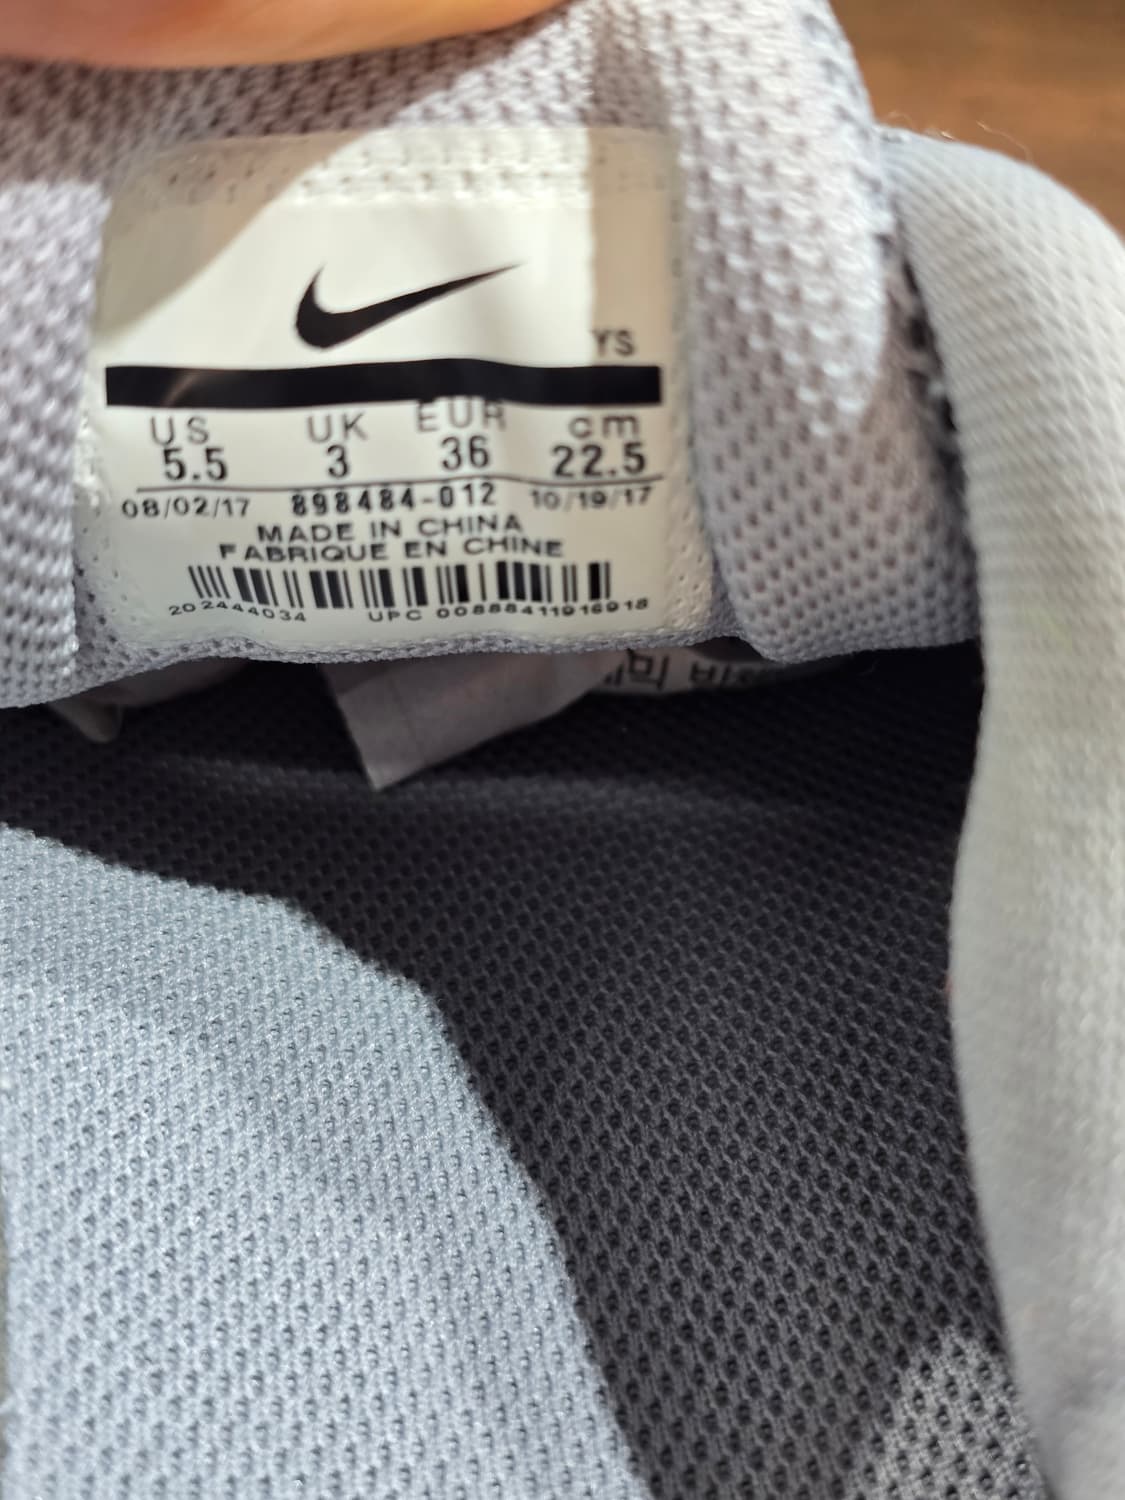 YS
US UK EUR cm
5.5 3 36 22.5
08/02/17 898484-012 10/19/17
MADE IN CHINA
FABRIQUE EN CHINE
202444034 UPC 00888411916918